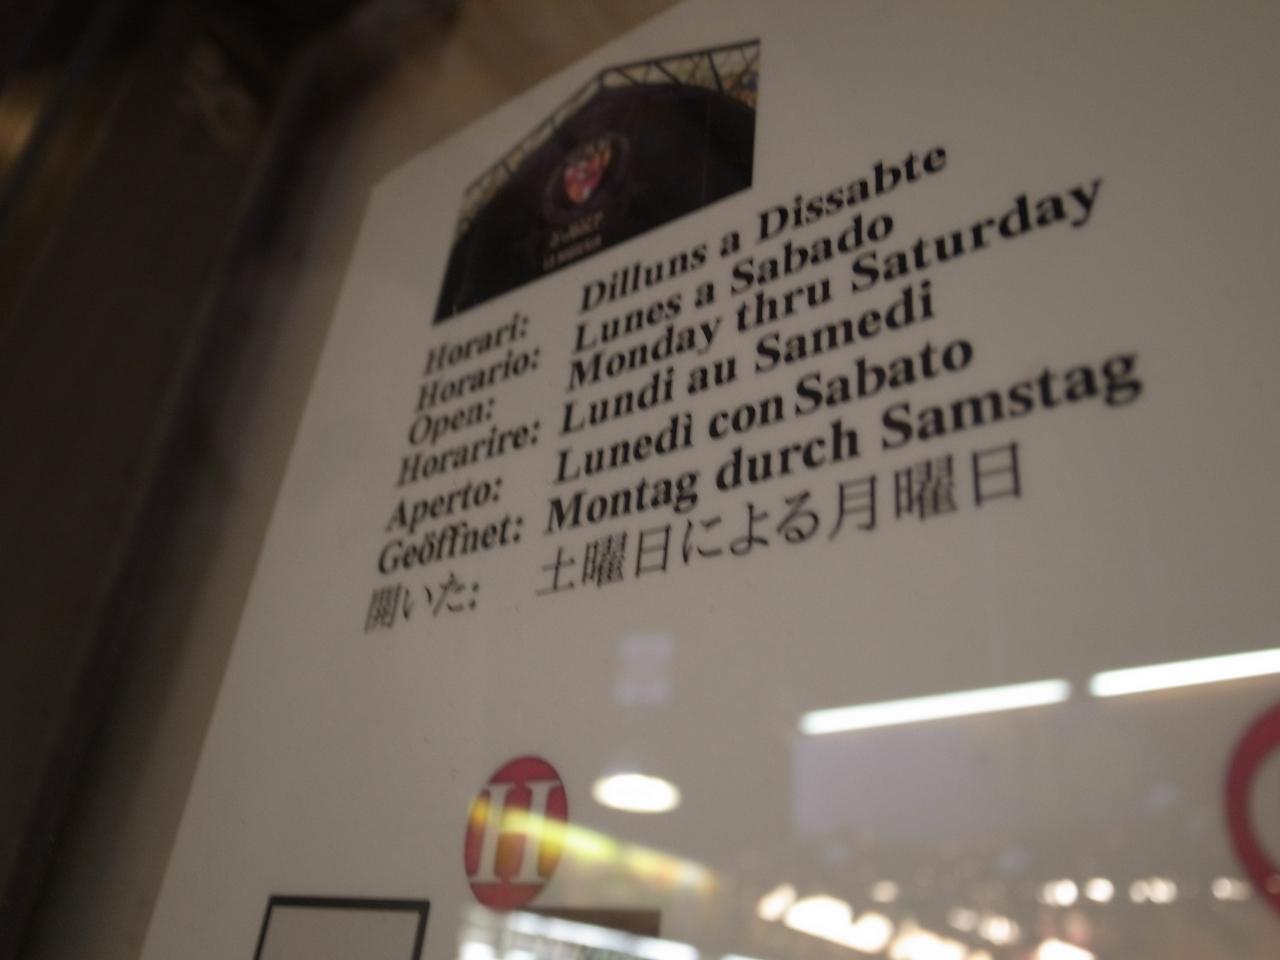 Horari: Dilluns a Dissabte
Horario: Lunes a Sabado
Open: Monday thru Saturday
Horarire: Lundi au Samedi
Aperto: Lunedì con Sabato
Geöffnet: Montag durch Samstag
開いた: 土曜日による月曜日
H